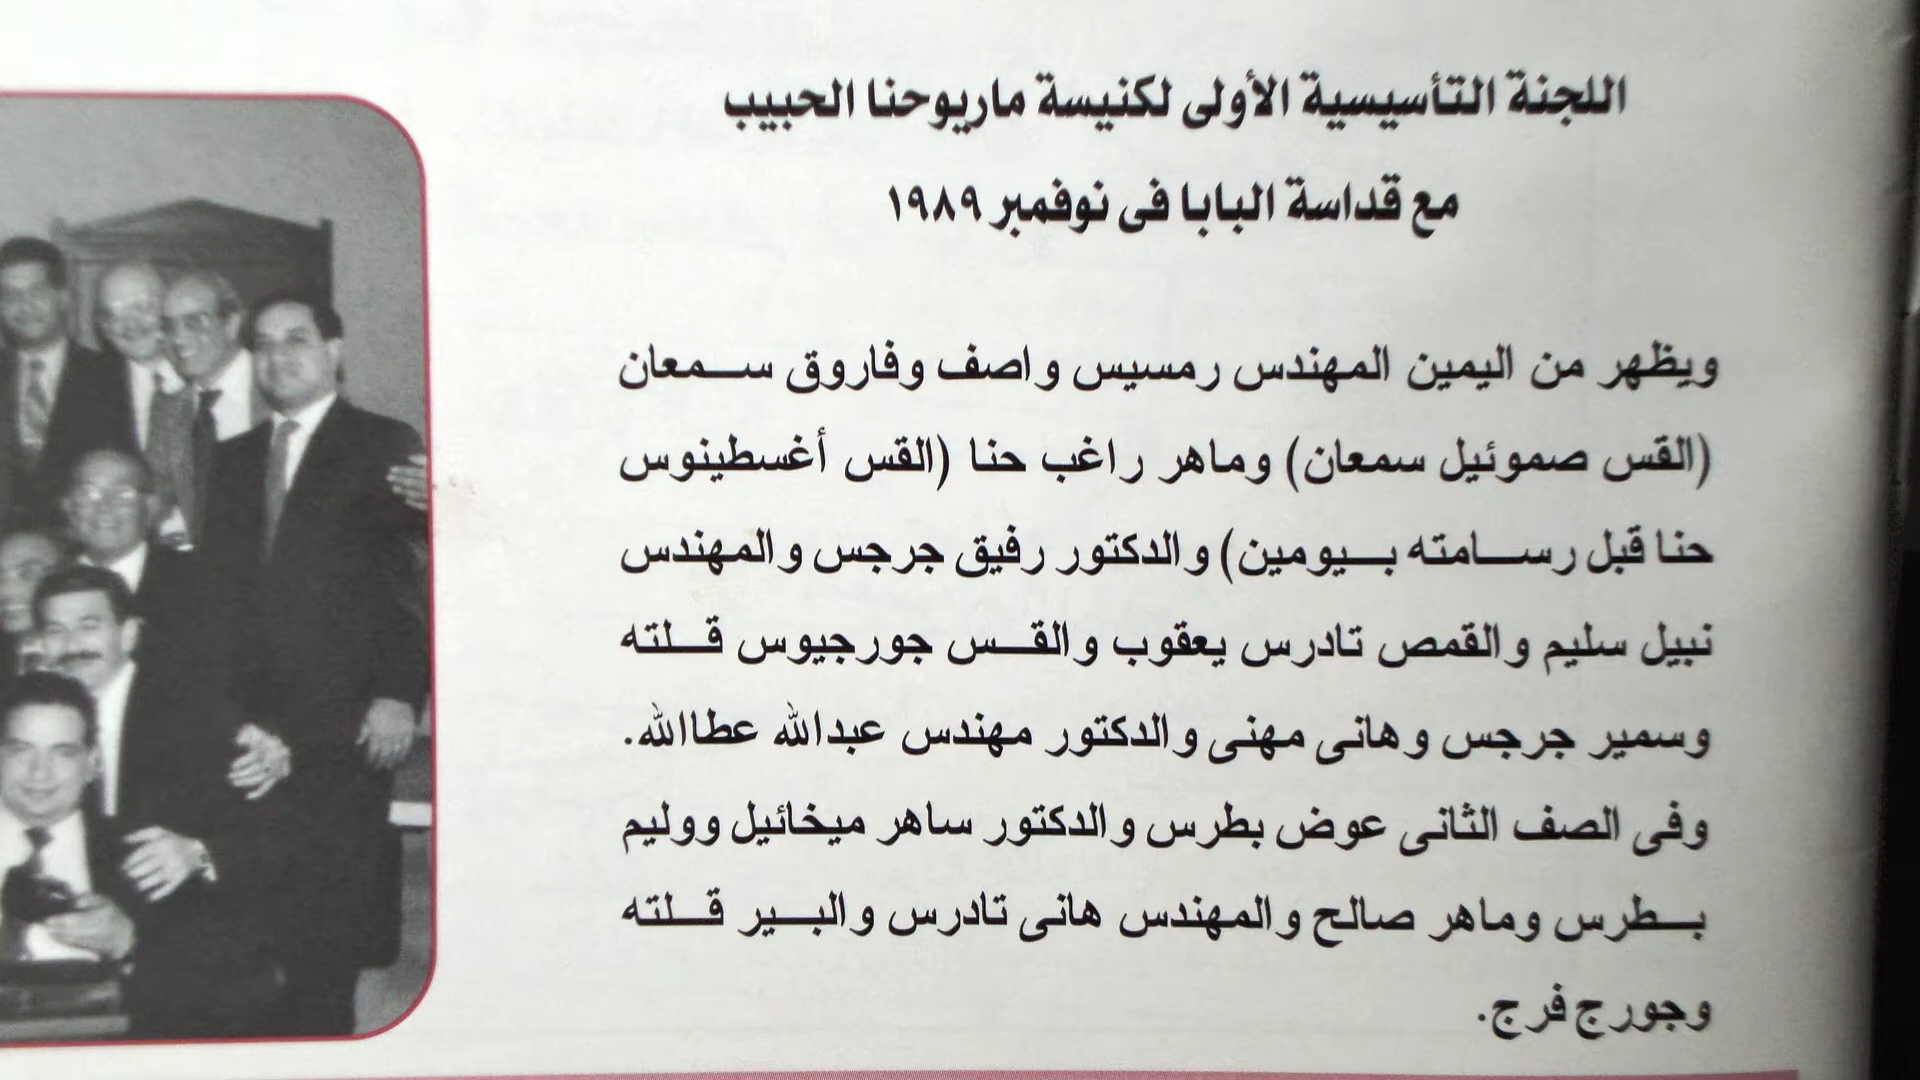 اللجنة التأسيسية الأولى لكنيسة ماريوحنا الحبيب
مع قداسة البابا فى نوفمبر ١٩٨٩
ويظهر من اليمين المهندس رمسيس واصف وفاروق سمعان
(القس صموئيل سمعان) وماهر راغب حنا (القس أغسطينوس
حنا قبل رسامته بيومين) والدكتور رفيق جرجس والمهندس
نبيل سليم والقمص تادرس يعقوب والقس جورجيوس قلته
وسمير جرجس وهانى مهنى والدكتور مهندس عبدالله عطاالله.
وفى الصف الثانى عوض بطرس والدكتور ساهر ميخائيل ووليم
بطرس وماهر صالح والمهندس هانى تادرس والبير قلته
وجورج فرج.